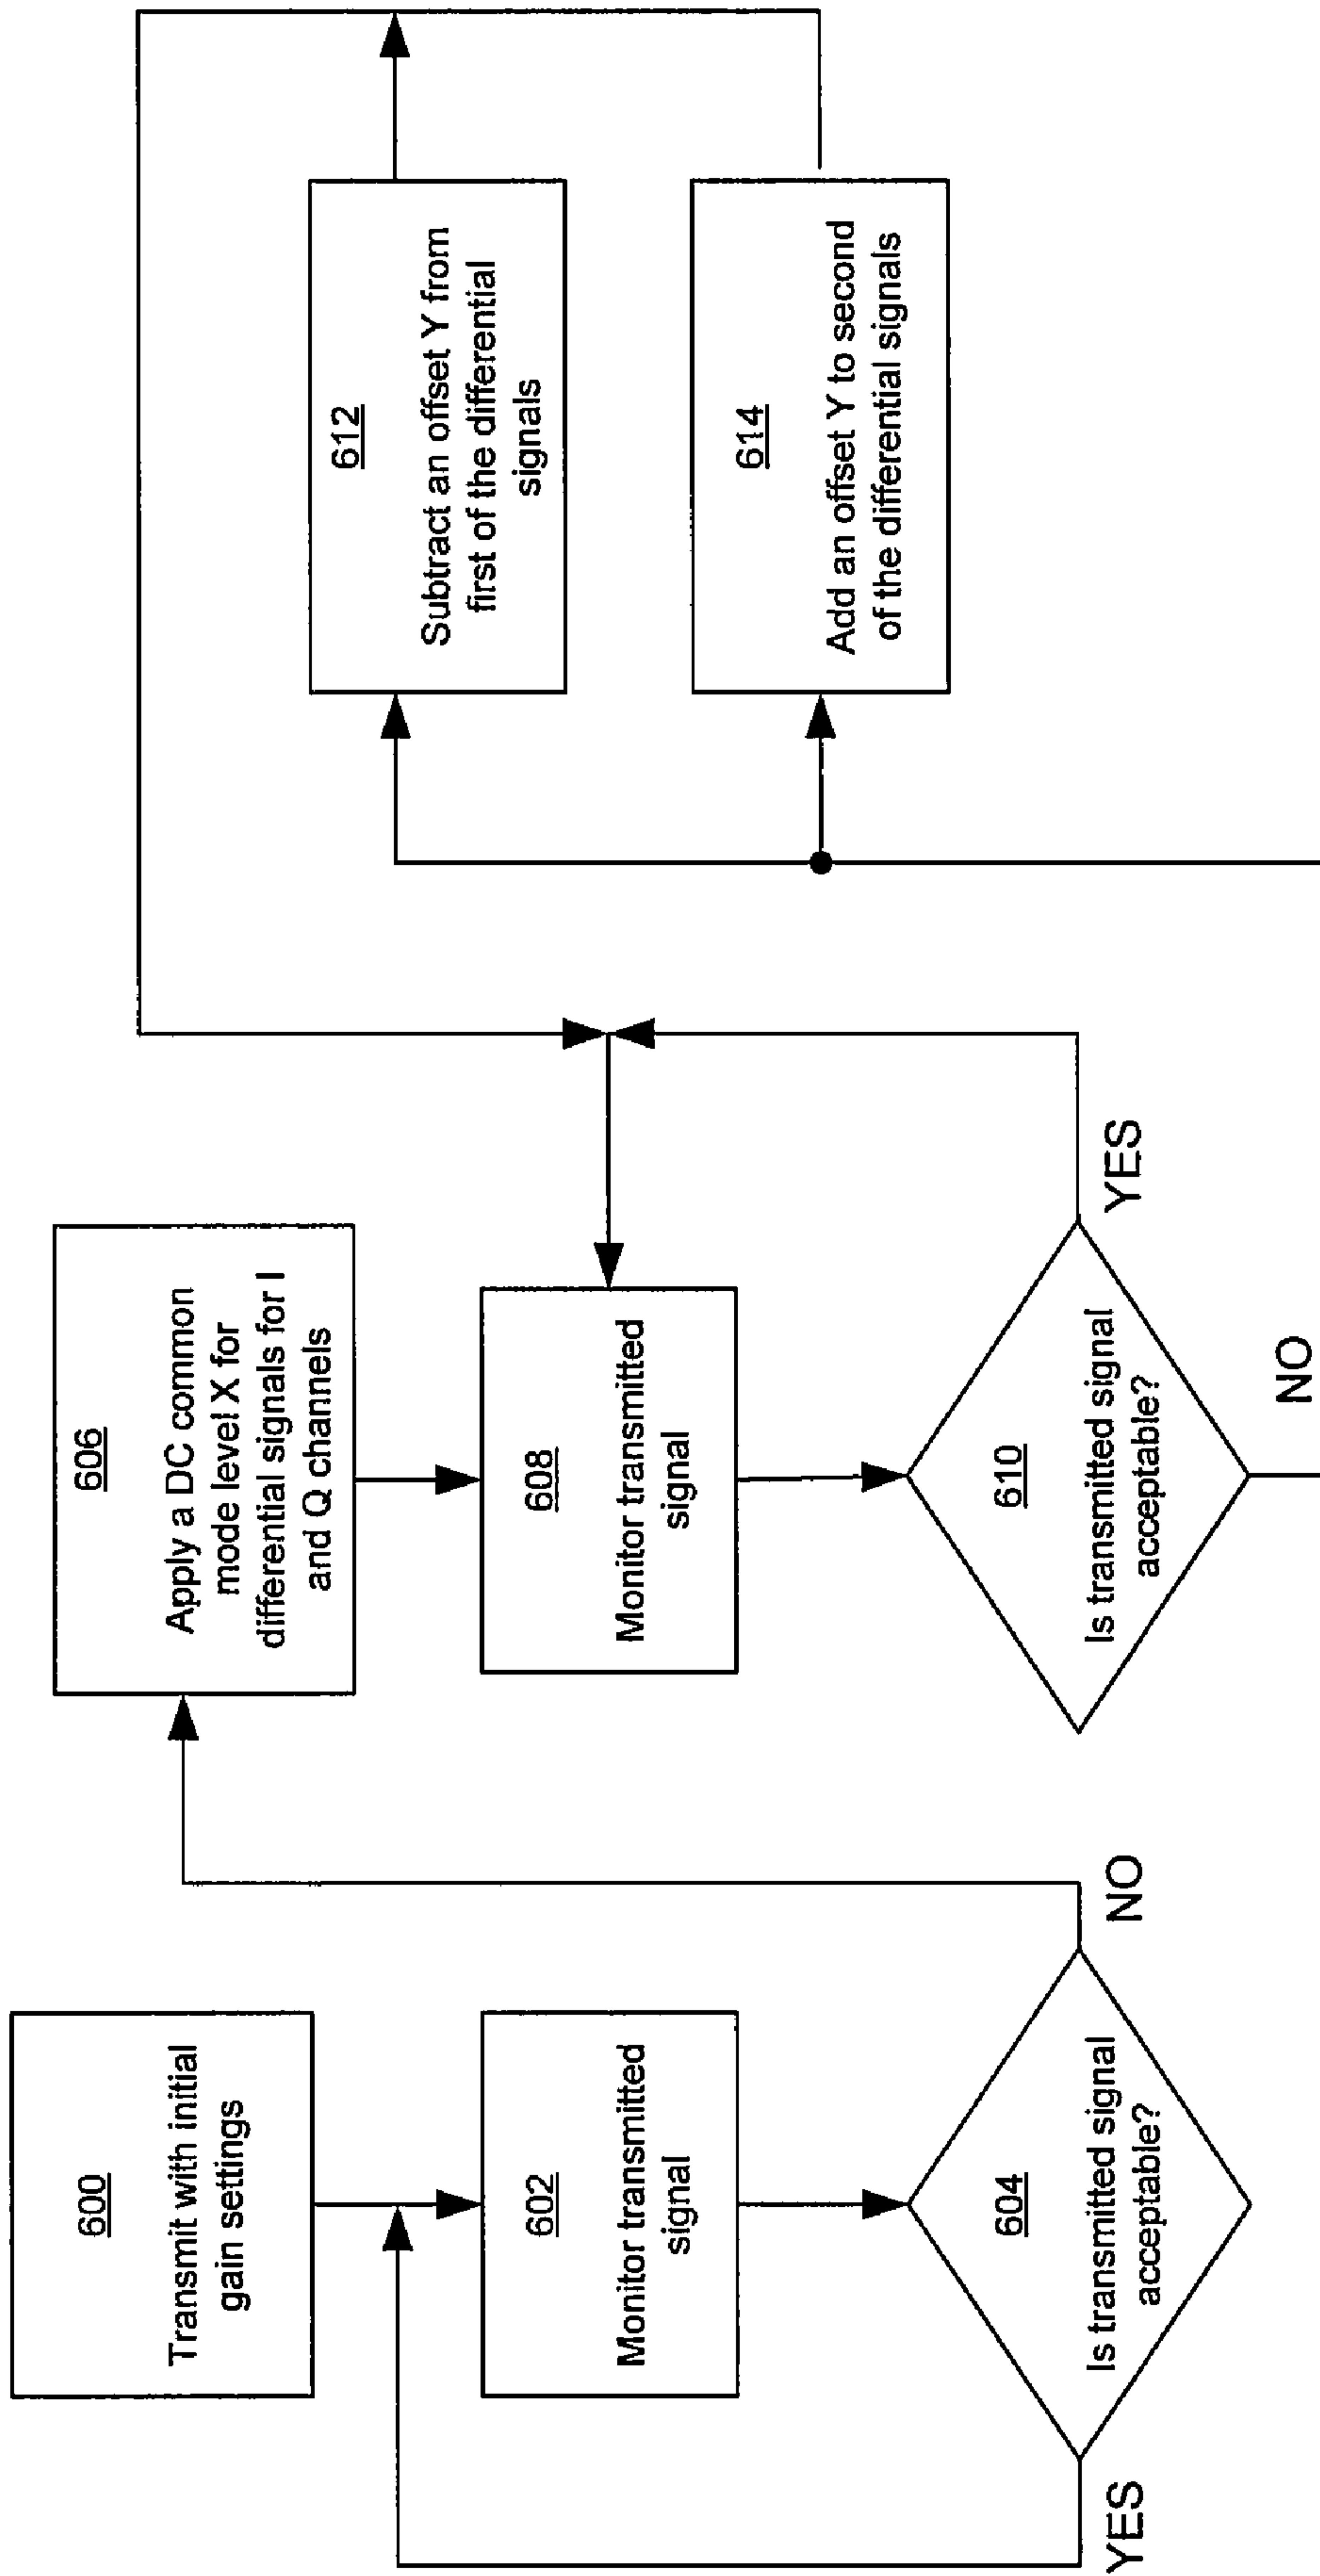 600
Transmit with initial
gain settings
602
Monitor transmitted
signal
604
Is transmitted signal
acceptable?
YES
NO
606
Apply a DC common
mode level X for
differential signals for I
and Q channels
608
Monitor transmitted
signal
610
Is transmitted signal
acceptable?
YES
NO
612
Subtract an offset Y from
first of the differential
signals
614
Add an offset Y to second
of the differential signals